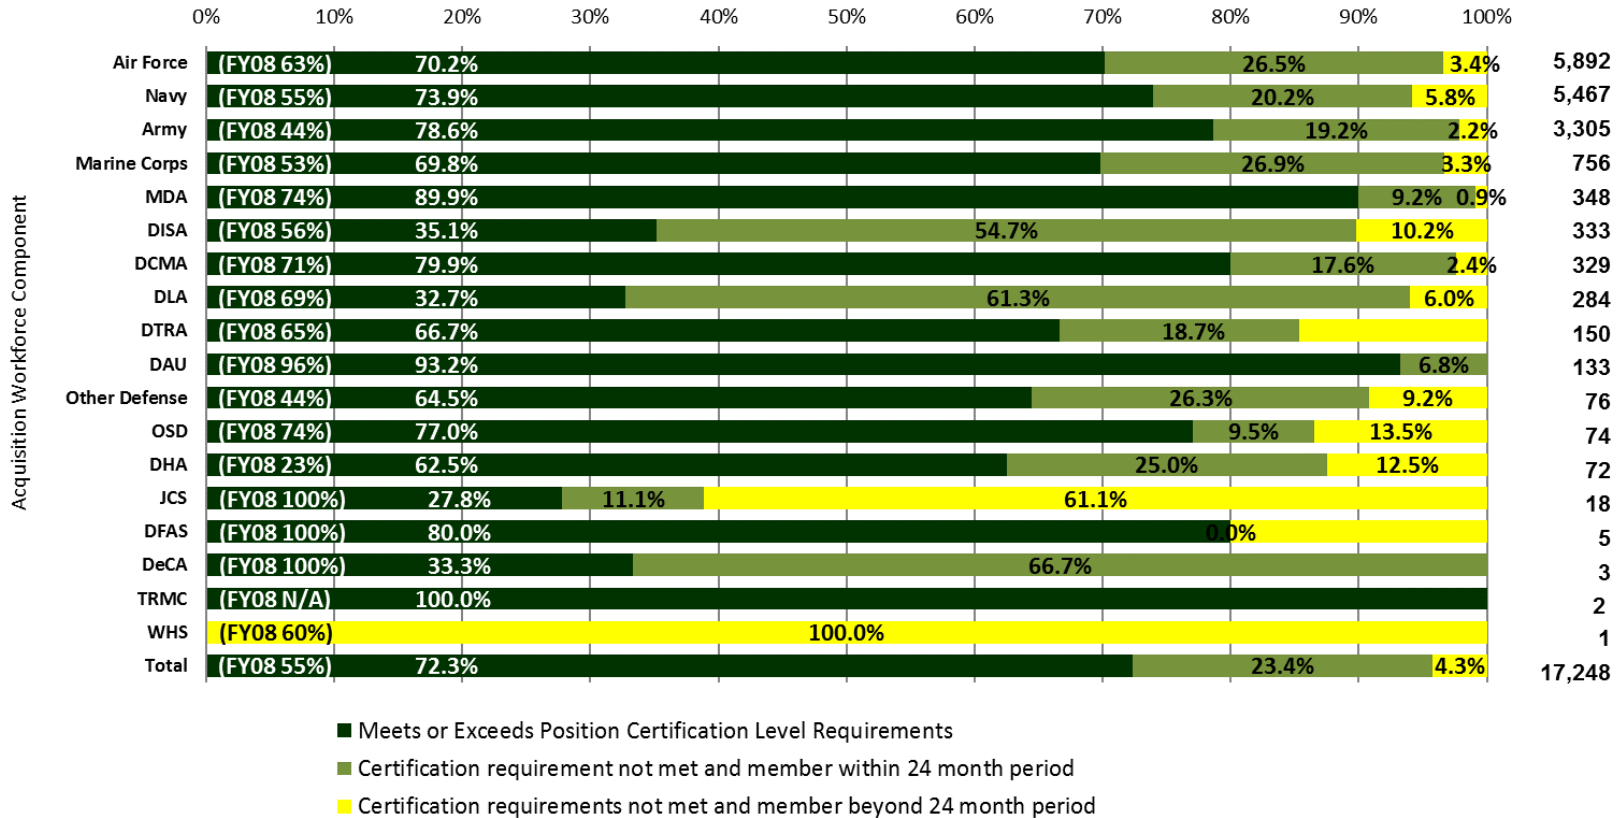 0% 10% 20% 30% 40% 50% 60% 70% 80% 90% 100%
Acquisition Workforce Component
Air Force (FY08 63%) 70.2% 26.5% 3.4% 5,892
Navy (FY08 55%) 73.9% 20.2% 5.8% 5,467
Army (FY08 44%) 78.6% 19.2% 2.2% 3,305
Marine Corps (FY08 53%) 69.8% 26.9% 3.3% 756
MDA (FY08 74%) 89.9% 9.2% 0.9% 348
DISA (FY08 56%) 35.1% 54.7% 10.2% 333
DCMA (FY08 71%) 79.9% 17.6% 2.4% 329
DLA (FY08 69%) 32.7% 61.3% 6.0% 284
DTRA (FY08 65%) 66.7% 18.7% 150
DAU (FY08 96%) 93.2% 6.8% 133
Other Defense (FY08 44%) 64.5% 26.3% 9.2% 76
OSD (FY08 74%) 77.0% 9.5% 13.5% 74
DHA (FY08 23%) 62.5% 25.0% 12.5% 72
JCS (FY08 100%) 27.8% 11.1% 61.1% 18
DFAS (FY08 100%) 80.0% 0.0% 5
DeCA (FY08 100%) 33.3% 66.7% 3
TRMC (FY08 N/A) 100.0% 2
WHS (FY08 60%) 100.0% 1
Total (FY08 55%) 72.3% 23.4% 4.3% 17,248
Meets or Exceeds Position Certification Level Requirements
Certification requirement not met and member within 24 month period
Certification requirements not met and member beyond 24 month period